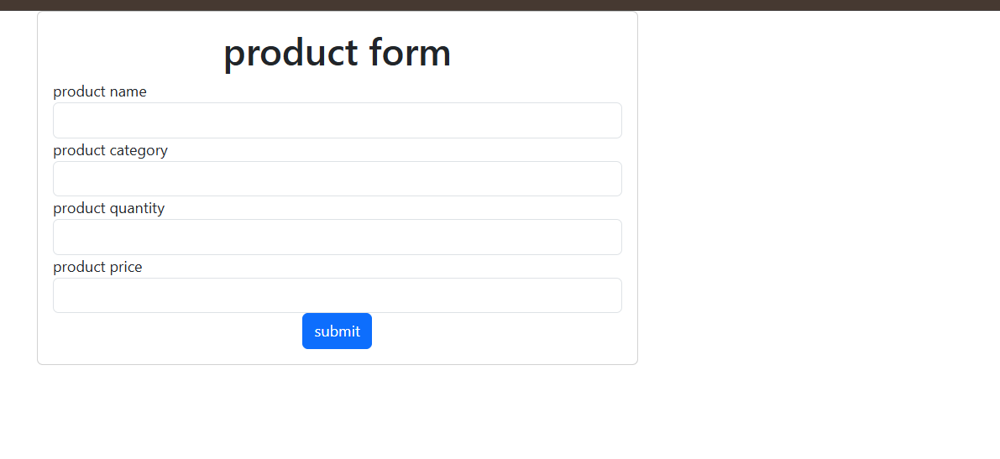 product form
product name
product category
product quantity
product price
submit